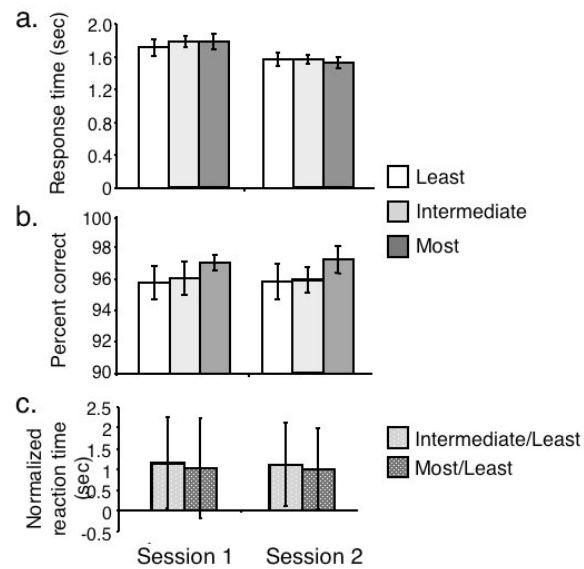 a.
Response time (sec)
2.0
1.6
1.2
0.8
0.4
0
Least
Intermediate
Most
b.
Percent correct
100
98
96
94
92
90
c.
Normalized
reaction time
(sec)
2.5
2
1.5
1
0.5
0
-0.5
Intermediate/Least
Most/Least
Session 1
Session 2